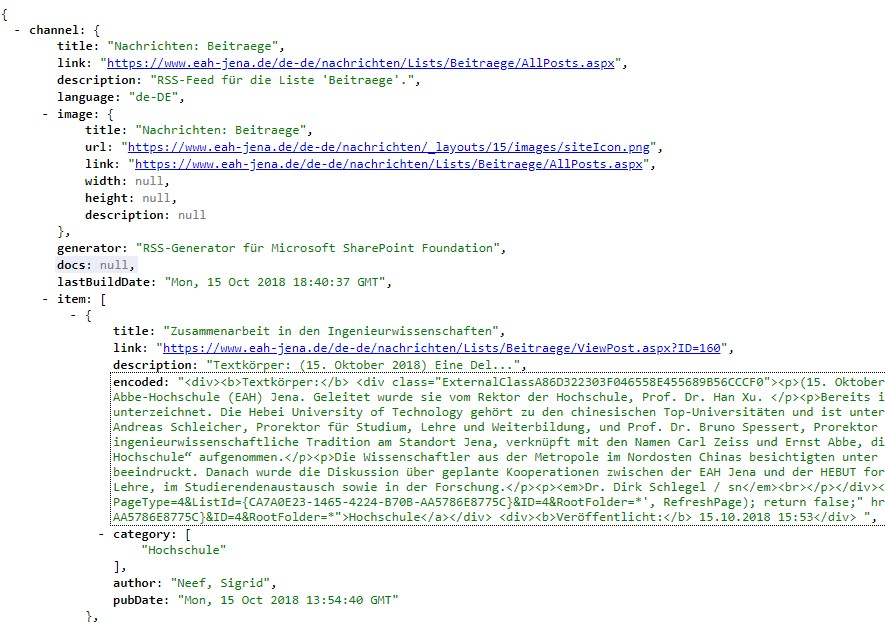 {
- channel: {
title: "Nachrichten: Beitraege",
link: "https://www.eah-jena.de/de-de/nachrichten/Lists/Beitraege/AllPosts.aspx",
description: "RSS-Feed für die Liste 'Beitraege'.",
language: "de-DE",
- image: {
title: "Nachrichten: Beitraege",
url: "https://www.eah-jena.de/de-de/nachrichten/_layouts/15/images/siteIcon.png",
link: "https://www.eah-jena.de/de-de/nachrichten/Lists/Beitraege/AllPosts.aspx",
width: null,
height: null,
description: null
},
generator: "RSS-Generator für Microsoft SharePoint Foundation",
docs: null,
lastBuildDate: "Mon, 15 Oct 2018 18:40:37 GMT",
- item: [
- {
title: "Zusammenarbeit in den Ingenieurwissenschaften",
link: "https://www.eah-jena.de/de-de/nachrichten/Lists/Beitraege/ViewPost.aspx?ID=160",
description: "Textkörper: (15. Oktober 2018) Eine Del...",
encoded: "<div><b>Textkörper:</b> <div class="ExternalClassA86D322303F046558E455689B56CCCF0"><p>(15. Oktober
Abbe-Hochschule (EAH) Jena. Geleitet wurde sie vom Rektor der Hochschule, Prof. Dr. Han Xu. </p><p>Bereits i
unterzeichnet. Die Hebei University of Technology gehört zu den chinesischen Top-Universitäten und ist unter
Andreas Schleicher, Prorektor für Studium, Lehre und Weiterbildung, und Prof. Dr. Bruno Spessert, Prorektor
ingenieurwissenschaftliche Tradition am Standort Jena, verknüpft mit den Namen Carl Zeiss und Ernst Abbe, di
Hochschule“ aufgenommen.</p><p>Die Wissenschaftler aus der Metropole im Nordosten Chinas besichtigten unter
beeindruckt. Danach wurde die Diskussion über geplante Kooperationen zwischen der EAH Jena und der HEBUT for
Lehre, im Studierendenaustausch sowie in der Forschung.</p><p><em>Dr. Dirk Schlegel / sn</em><br></p></div><
PageType=4&ListId={CA7A0E23-1465-4224-B70B-AA5786E8775C}&ID=4&RootFolder=*', RefreshPage); return false;" hr
AA5786E8775C}&ID=4&RootFolder=*">Hochschule</a></div> <div><b>Veröffentlicht:</b> 15.10.2018 15:53</div> ",
- category: [
"Hochschule"
],
author: "Neef, Sigrid",
pubDate: "Mon, 15 Oct 2018 13:54:40 GMT"
},